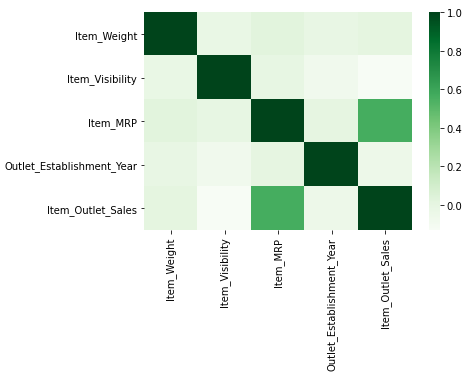 Item_Weight
Item_Visibility
Item_MRP
Outlet_Establishment_Year
Item_Outlet_Sales
Item_Weight
Item_Visibility
Item_MRP
Outlet_Establishment_Year
Item_Outlet_Sales
1.0
0.8
0.6
0.4
0.2
0.0